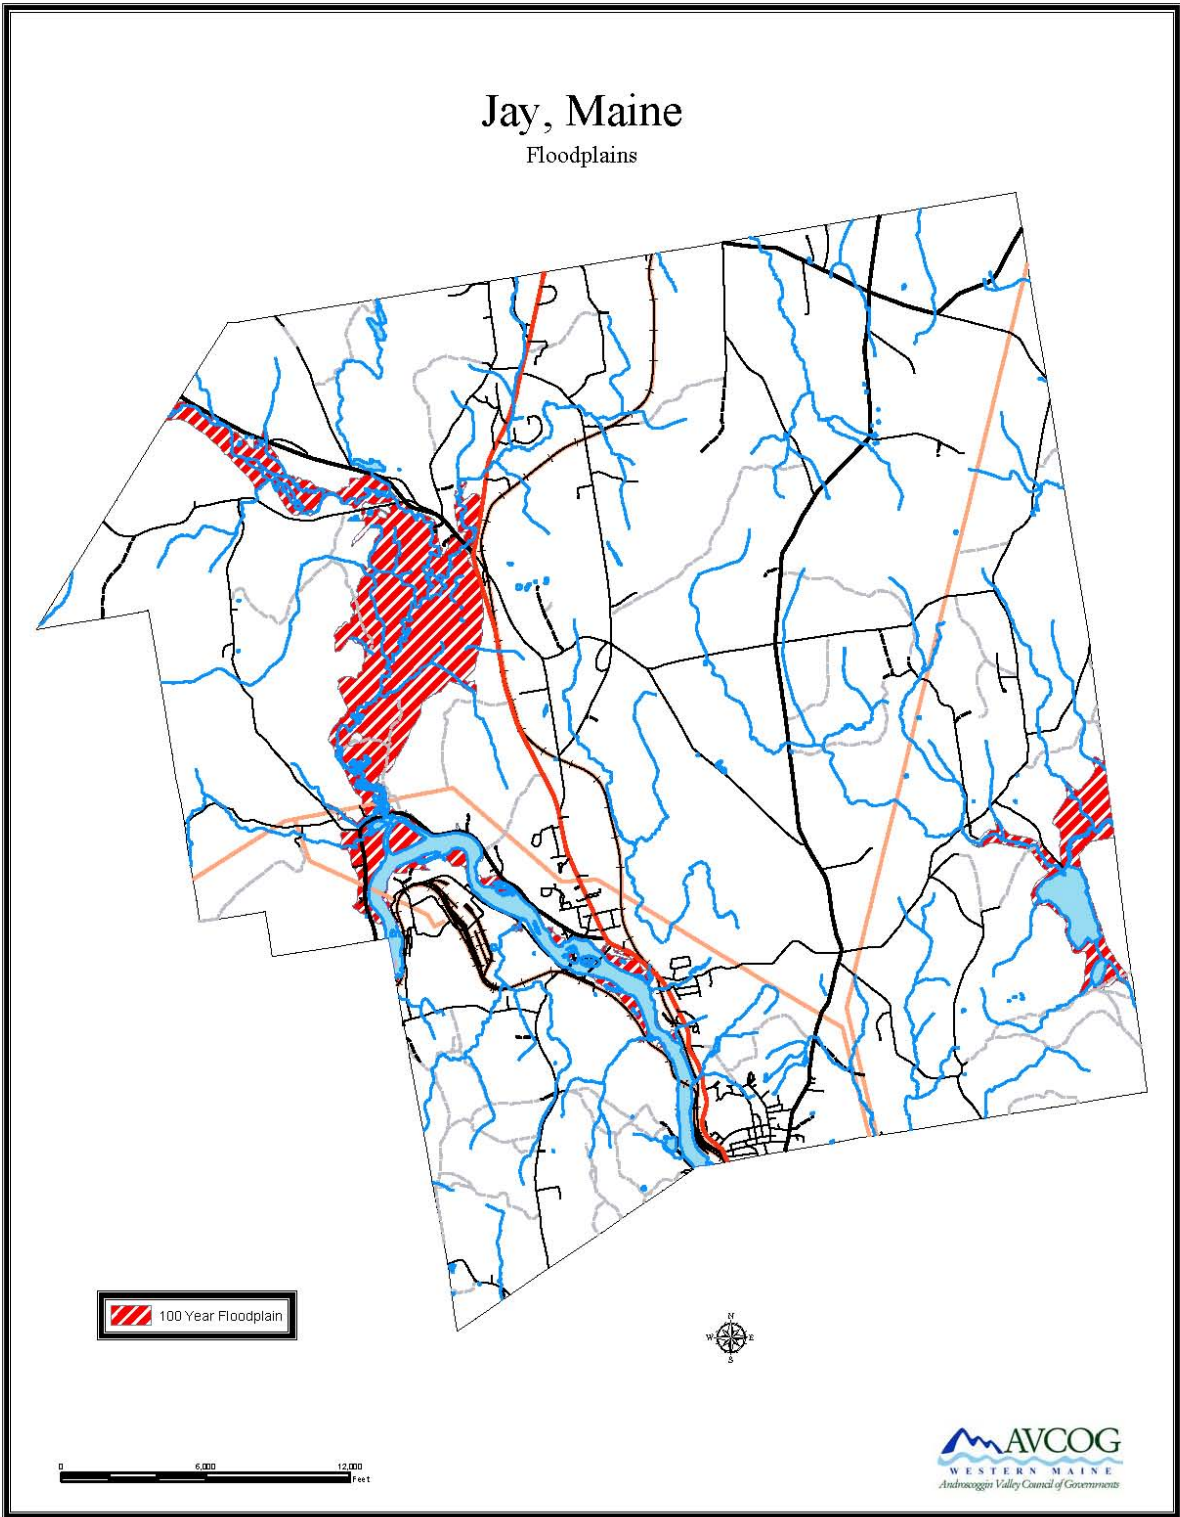 Jay, Maine
Floodplains
100 Year Floodplain
N
W E
S
0 6,000 12,000
Feet
AVCOG
WESTERN MAINE
Androscoggin Valley Council of Governments